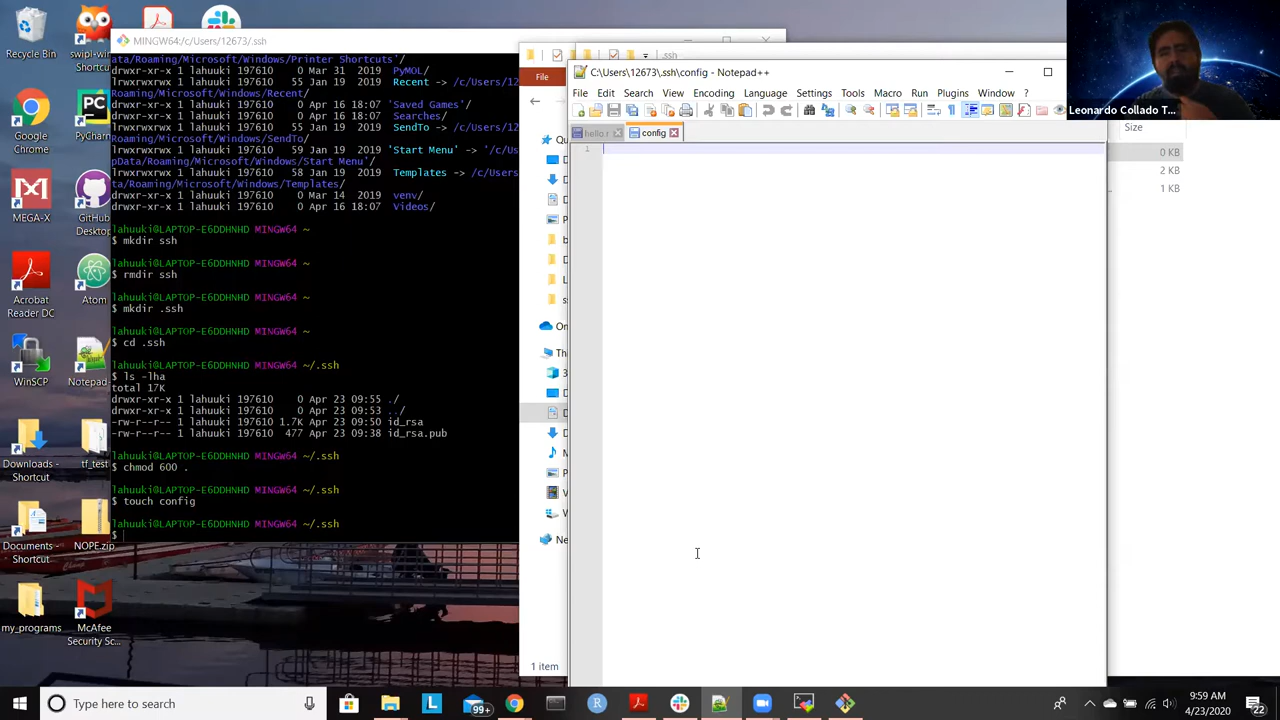 Recycle Bin
swipl-win - Shortcut
Google Chrome
PyCharm
MEGA-X
GitHub Desktop
Acrobat Reader DC
Atom
WinSCP
Notepad
Downloads - Shortcut
tf_test
Documents - Shortcut
NOPE.zip
my_programs
McAfee Security Sc...
MINGW64:/c/Users/12673/.ssh
ata/Roaming/Microsoft/Windows/Printer Shortcuts'/
drwxr-xr-x 1 lahuuki 197610 0 Mar 31 2019 PyMOL/
lrwxrwxrwx 1 lahuuki 197610 55 Jan 19 2019 Recent -> /c/Users/12
Roaming/Microsoft/Windows/Recent/
drwxr-xr-x 1 lahuuki 197610 0 Apr 16 18:07 'Saved Games'/
drwxr-xr-x 1 lahuuki 197610 0 Apr 16 18:07 Searches/
lrwxrwxrwx 1 lahuuki 197610 55 Jan 19 2019 SendTo -> /c/Users/12
Roaming/Microsoft/Windows/SendTo/
lrwxrwxrwx 1 lahuuki 197610 59 Jan 19 2019 'Start Menu' -> '/c/Us
pData/Roaming/Microsoft/Windows/Start Menu'/
lrwxrwxrwx 1 lahuuki 197610 58 Jan 19 2019 Templates -> /c/Users
ta/Roaming/Microsoft/Windows/Templates/
drwxr-xr-x 1 lahuuki 197610 0 Mar 14 2019 venv/
drwxr-xr-x 1 lahuuki 197610 0 Apr 16 18:07 Videos/
lahuuki@LAPTOP-E6DDHNHD MINGW64 ~
$ mkdir ssh
lahuuki@LAPTOP-E6DDHNHD MINGW64 ~
$ rmdir ssh
lahuuki@LAPTOP-E6DDHNHD MINGW64 ~
$ mkdir .ssh
lahuuki@LAPTOP-E6DDHNHD MINGW64 ~
$ cd .ssh
lahuuki@LAPTOP-E6DDHNHD MINGW64 ~/.ssh
$ ls -lha
total 17K
drwxr-xr-x 1 lahuuki 197610 0 Apr 23 09:55 ./
drwxr-xr-x 1 lahuuki 197610 0 Apr 23 09:53 ../
-rw-r--r-- 1 lahuuki 197610 1.7K Apr 23 09:50 id_rsa
-rw-r--r-- 1 lahuuki 197610 477 Apr 23 09:38 id_rsa.pub
lahuuki@LAPTOP-E6DDHNHD MINGW64 ~/.ssh
$ chmod 600 .
lahuuki@LAPTOP-E6DDHNHD MINGW64 ~/.ssh
$ touch config
lahuuki@LAPTOP-E6DDHNHD MINGW64 ~/.ssh
$
.ssh
File
1 item
C:\Users\12673\.ssh\config - Notepad++
File Edit Search View Encoding Language Settings Tools Macro Run Plugins Window ?
hello.r config
1
Leonardo Collado T...
Size
0 KB
2 KB
1 KB
Type here to search
99+
9:59 AM
4/23/2020
22